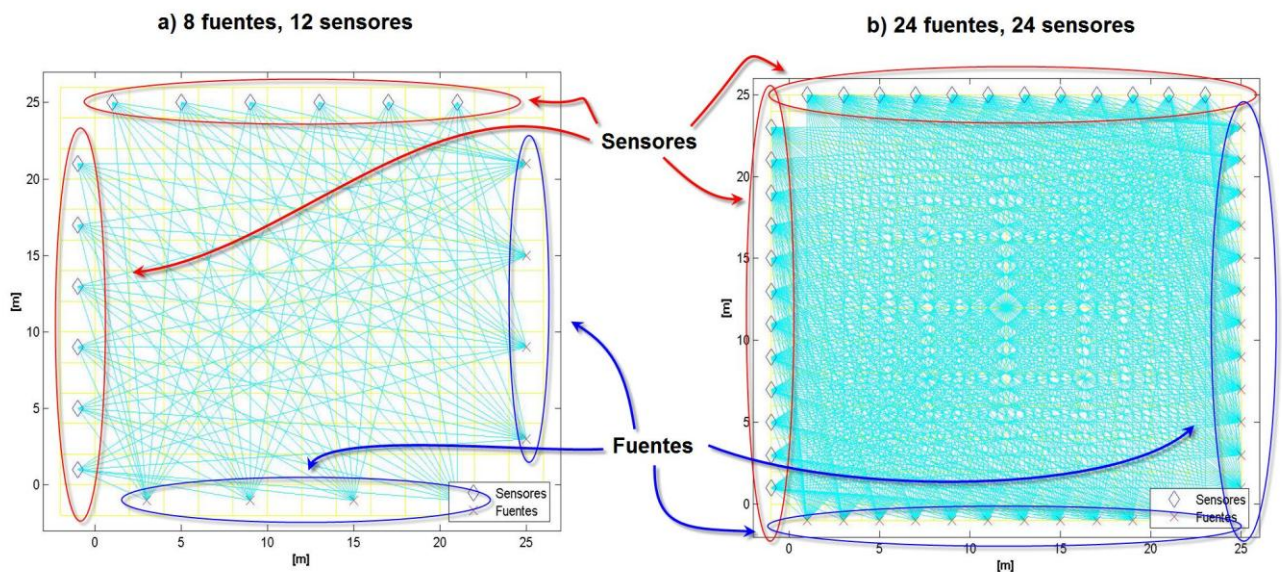 a) 8 fuentes, 12 sensores
b) 24 fuentes, 24 sensores
Sensores
Fuentes
25
20
15
10
5
0
[m]
0 5 10 15 20 25
[m]
Sensores
Fuentes
25
20
15
10
5
0
[m]
0 5 10 15 20 25
[m]
Sensores
Fuentes